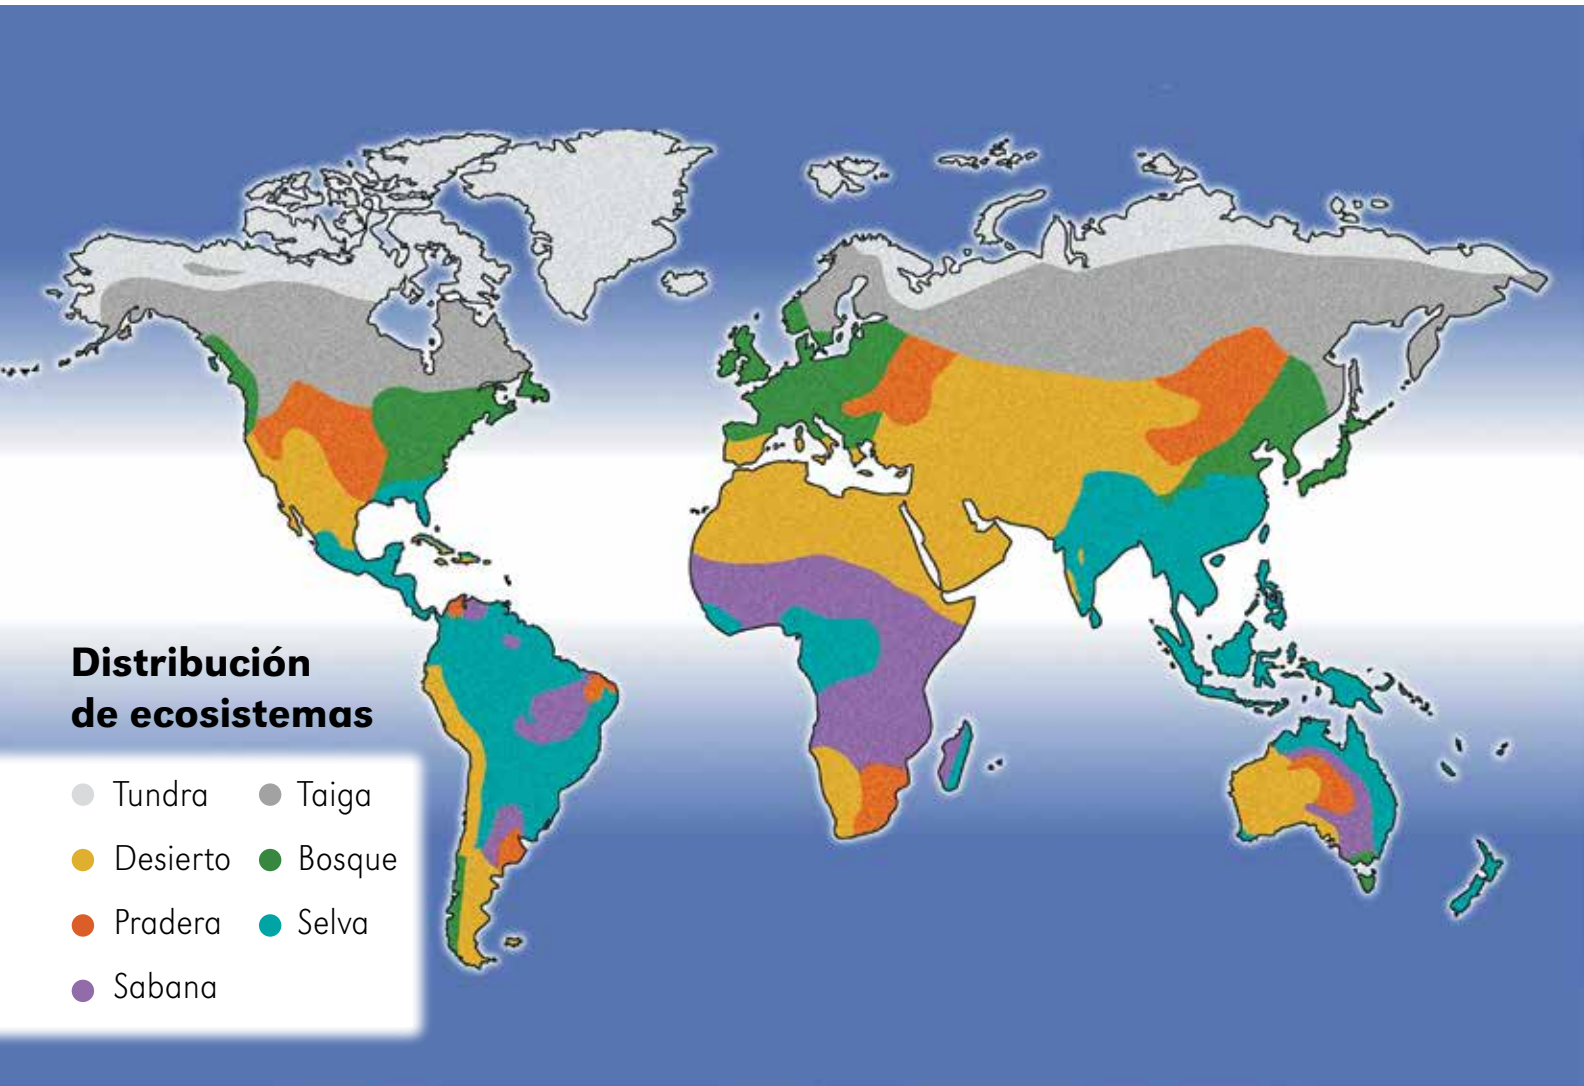 Distribución
de ecosistemas
Tundra
Taiga
Desierto
Bosque
Pradera
Selva
Sabana